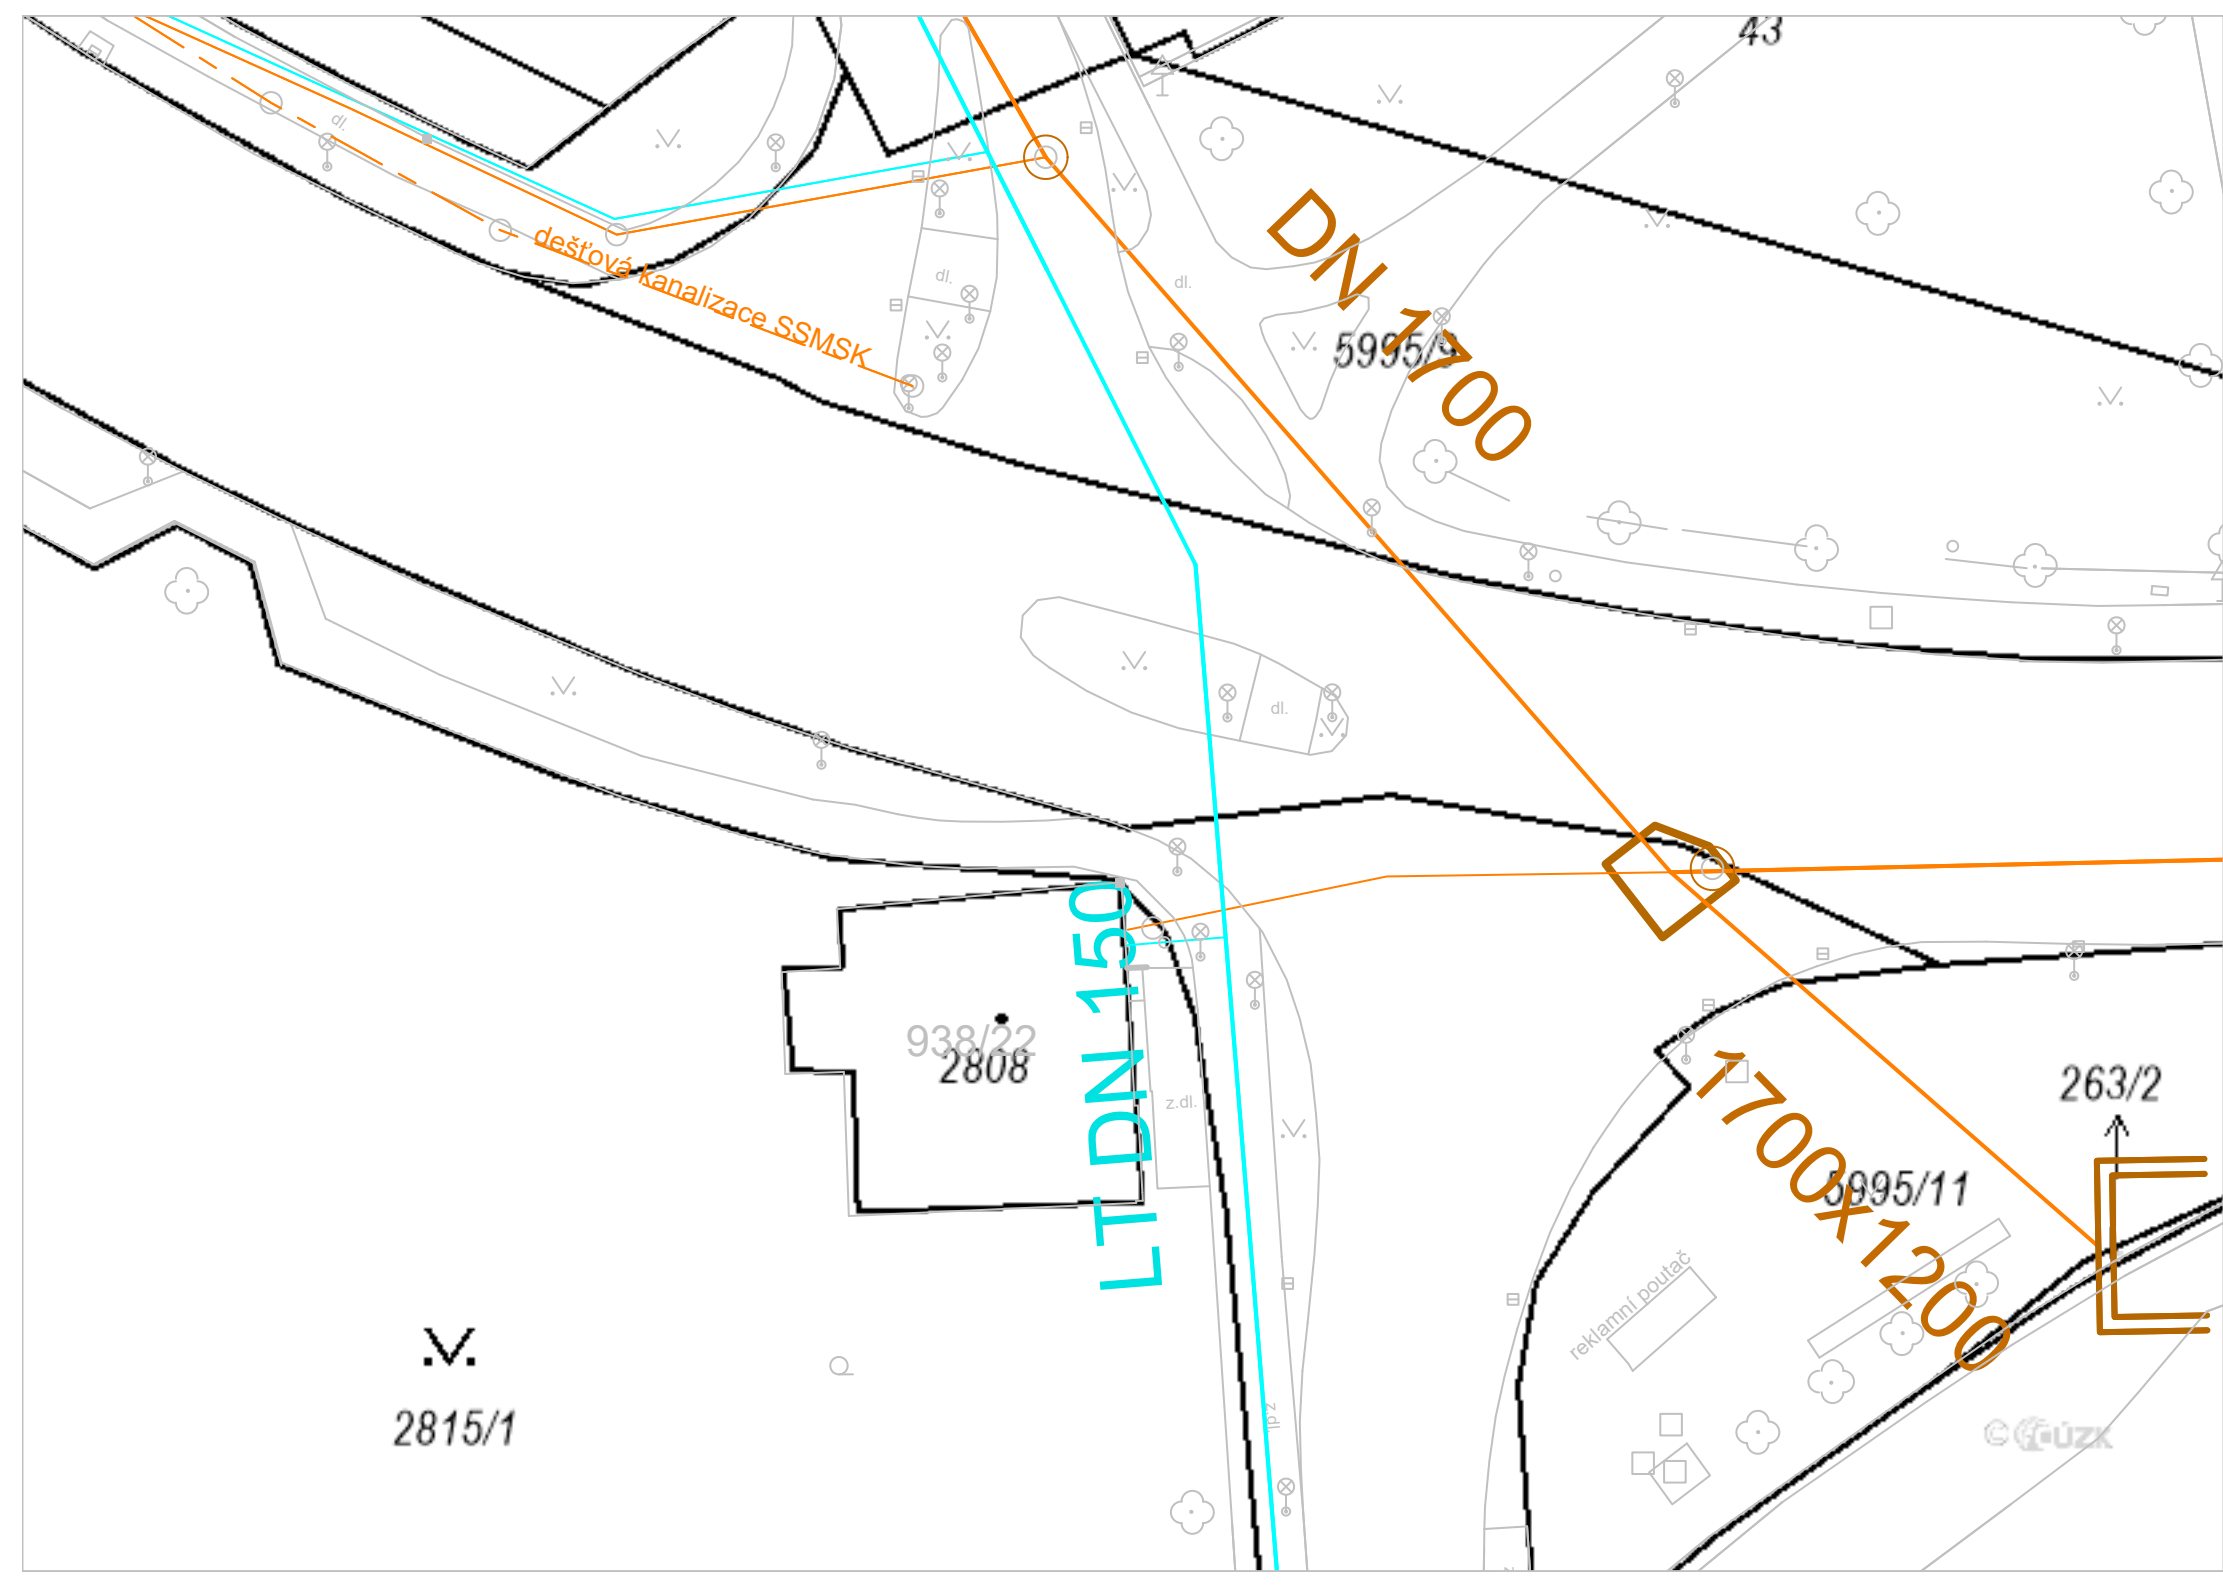 43
dl.
DN 1700
dešťová kanalizace SSMSK
dl.
dl.
5995/9
dl.
LT DN 150
938/22
2808
z.dl.
263/2
1700x1200
5995/11
reklamní poutač
z.dl.
2815/1
© ČÚZK